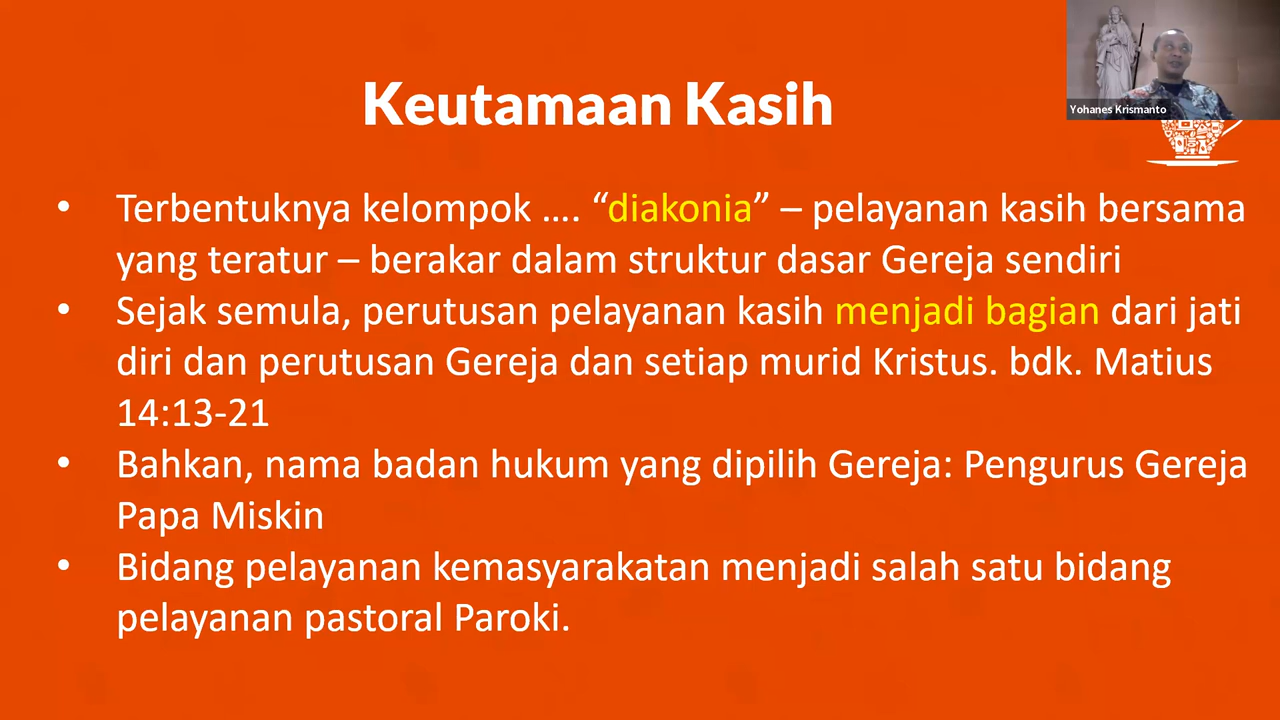 Keutamaan Kasih
Yohanes Krismanto
• Terbentuknya kelompok .... “diakonia” – pelayanan kasih bersama
yang teratur – berakar dalam struktur dasar Gereja sendiri
• Sejak semula, perutusan pelayanan kasih menjadi bagian dari jati
diri dan perutusan Gereja dan setiap murid Kristus. bdk. Matius
14:13-21
• Bahkan, nama badan hukum yang dipilih Gereja: Pengurus Gereja
Papa Miskin
• Bidang pelayanan kemasyarakatan menjadi salah satu bidang
pelayanan pastoral Paroki.